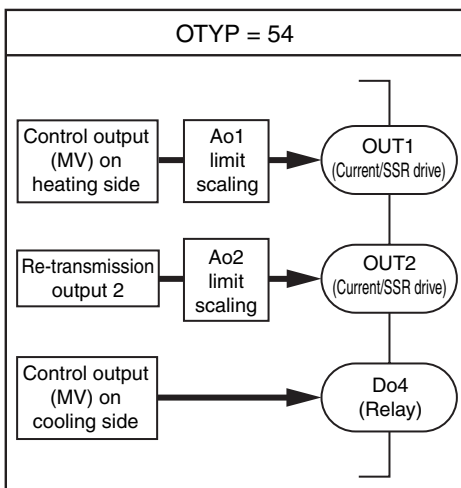 OTYP = 54
Control output
(MV) on
heating side
Ao1
limit
scaling
OUT1
(Current/SSR drive)
Re-transmission
output 2
Ao2
limit
scaling
OUT2
(Current/SSR drive)
Control output
(MV) on
cooling side
Do4
(Relay)